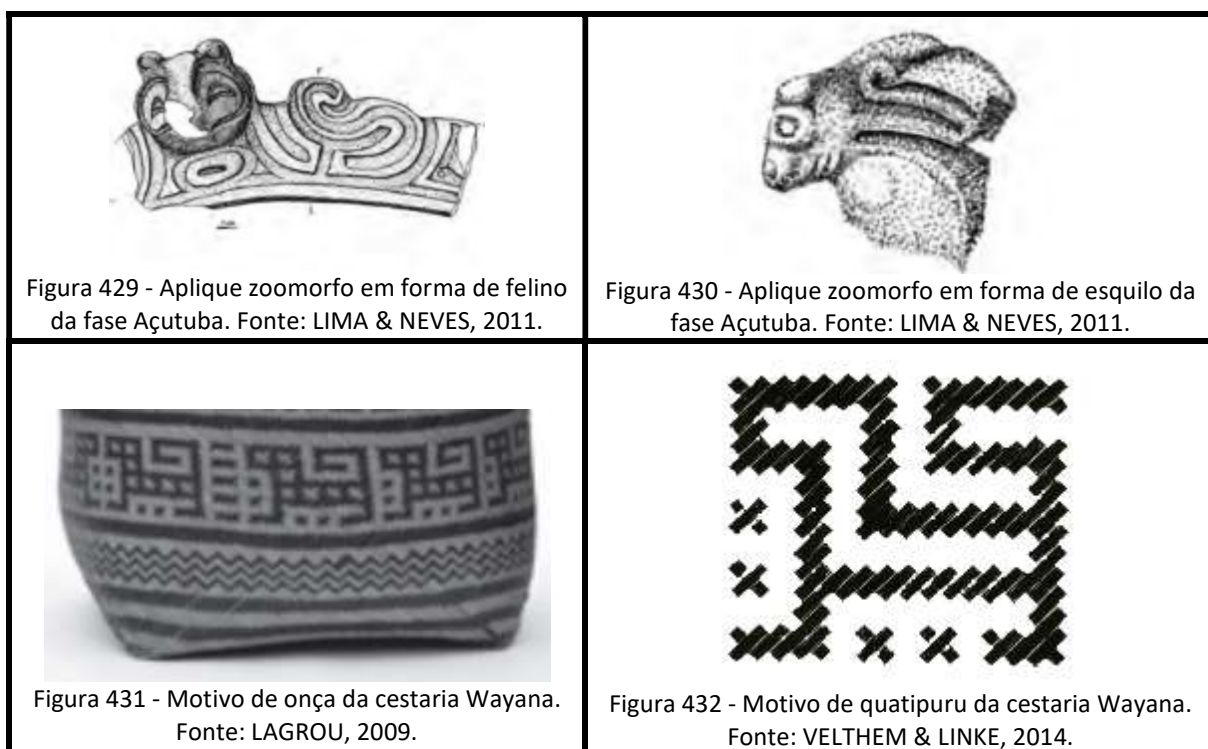 Figura 429 - Aplique zoomorfo em forma de felino
da fase Açutuba. Fonte: LIMA & NEVES, 2011.
Figura 430 - Aplique zoomorfo em forma de esquilo da
fase Açutuba. Fonte: LIMA & NEVES, 2011.
Figura 431 - Motivo de onça da cestaria Wayana.
Fonte: LAGROU, 2009.
Figura 432 - Motivo de quatipuru da cestaria Wayana.
Fonte: VELTHEM & LINKE, 2014.